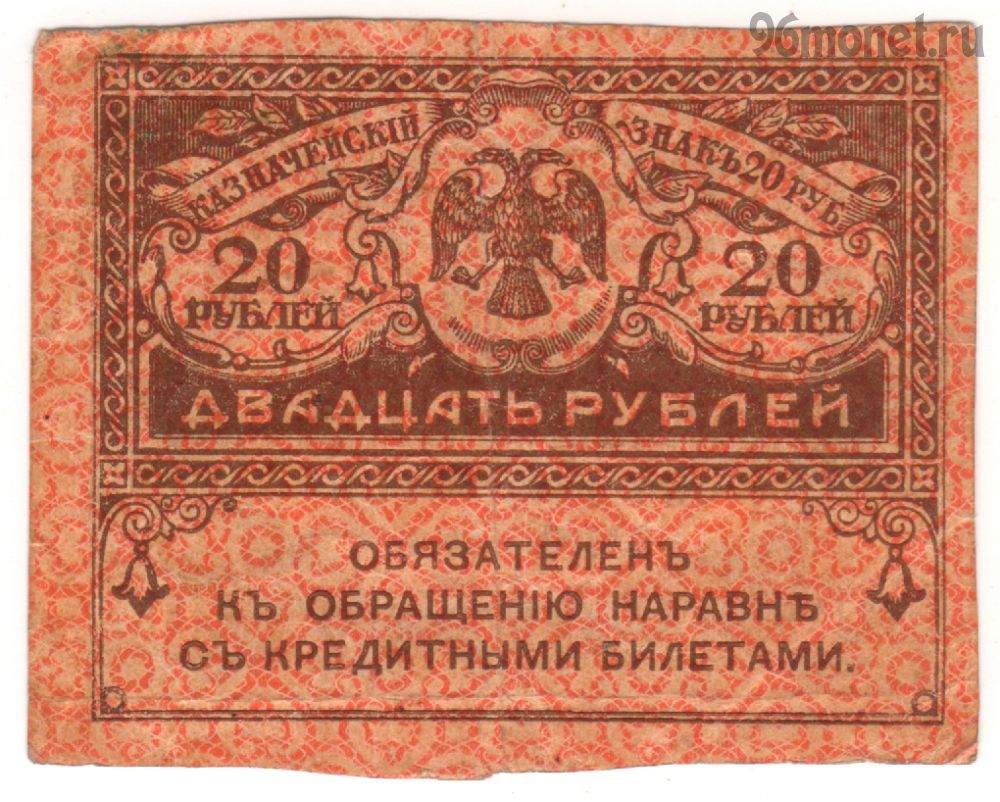 96monet.ru
КАЗНАЧЕЙСКІЙ
ЗНАКЪ 20 РУБ.
20
РУБЛЕЙ
20
РУБЛЕЙ
ДВАДЦАТЬ РУБЛЕЙ
ОБЯЗАТЕЛЕНЪ
КЪ ОБРАЩЕНІЮ НАРАВНѢ
СЪ КРЕДИТНЫМИ БИЛЕТАМИ.